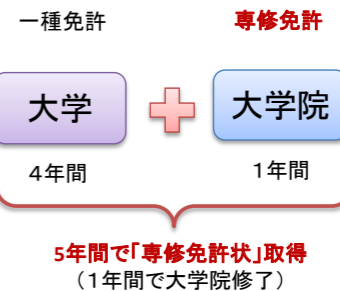 一種免許 専修免許
大学 大学院
４年間 1年間
5年間で「専修免許状」取得
（１年間で大学院修了）